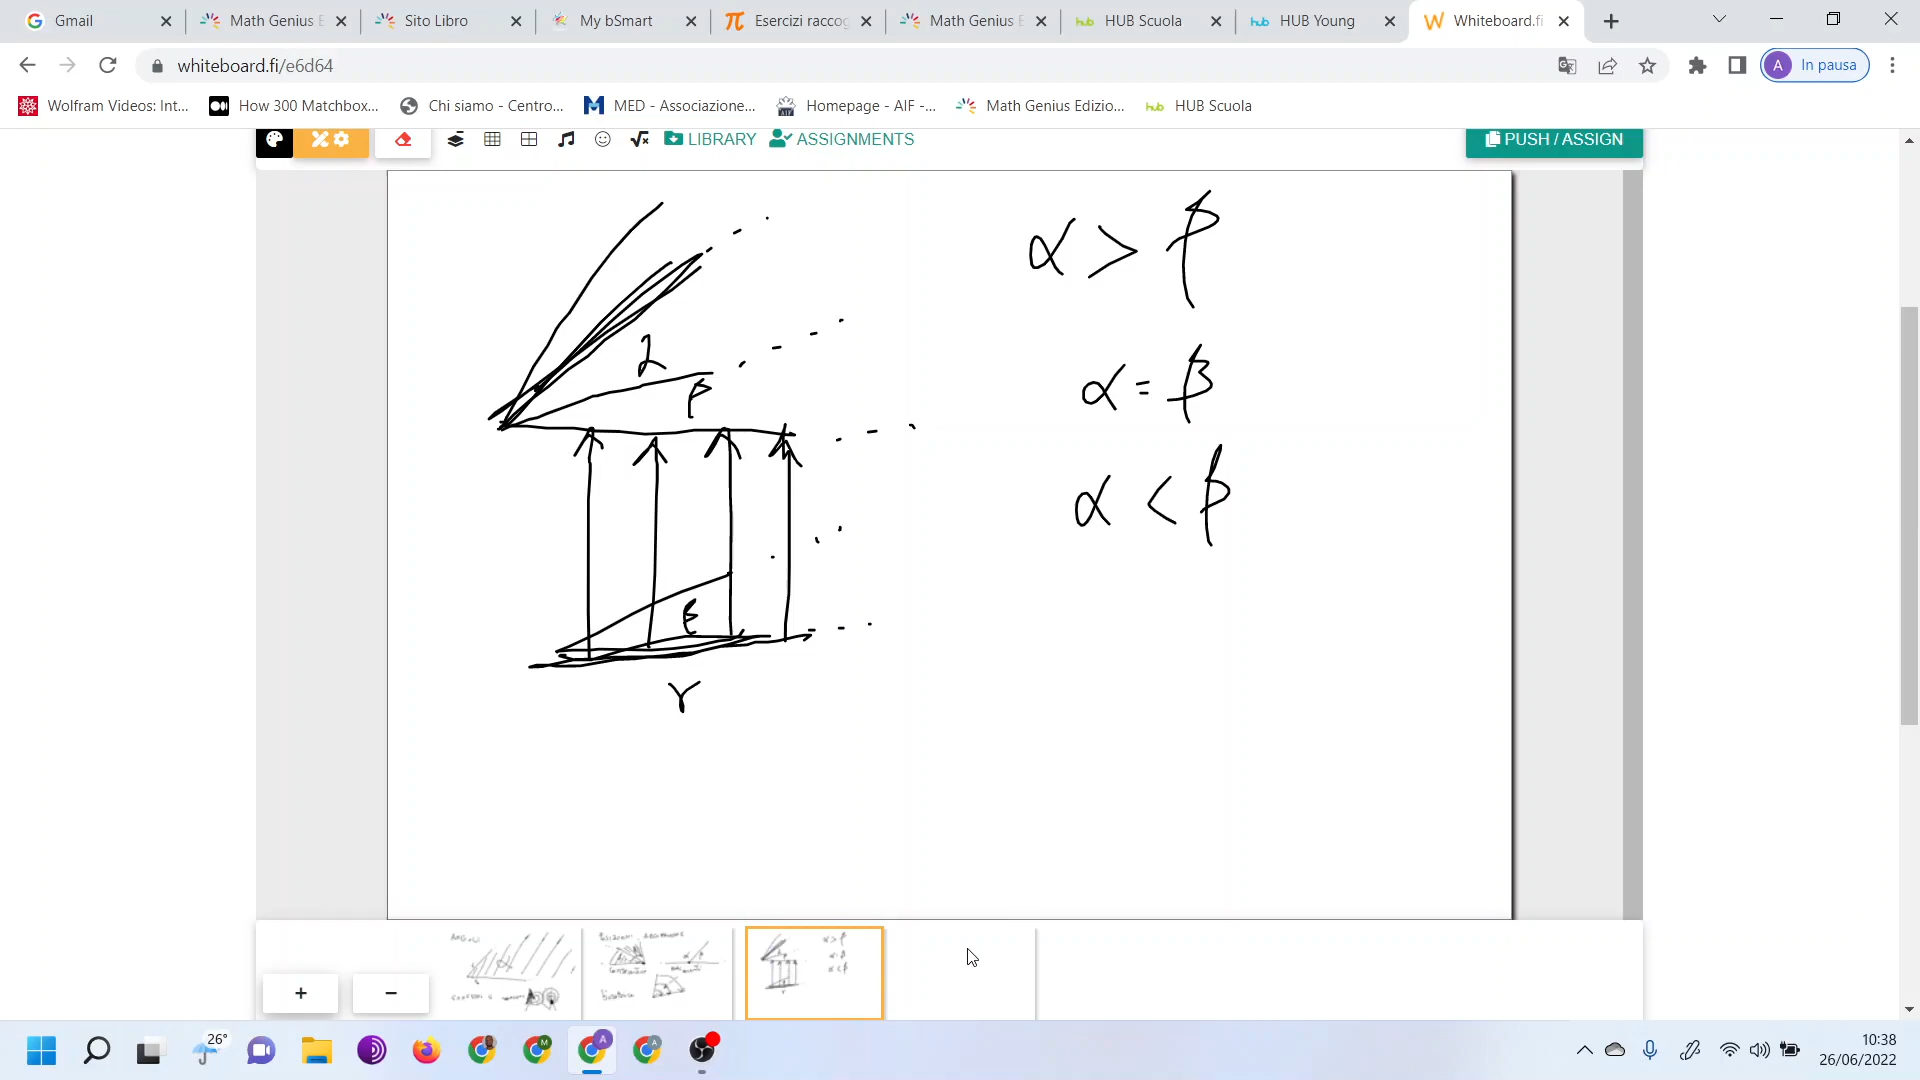 Gmail
Math Genius E
Sito Libro
My bSmart
Esercizi raccog
Math Genius E
HUB Scuola
HUB Young
Whiteboard.fi
whiteboard.fi/e6d64
A In pausa
Wolfram Videos: Int...
How 300 Matchbox...
Chi siamo - Centro...
MED - Associazione...
Homepage - AIF -...
Math Genius Edizio...
HUB Scuola
LIBRARY
ASSIGNMENTS
PUSH / ASSIGN
α > β
α = β
α < β
α
β
ε
γ
+
−
26°
10:38
26/06/2022